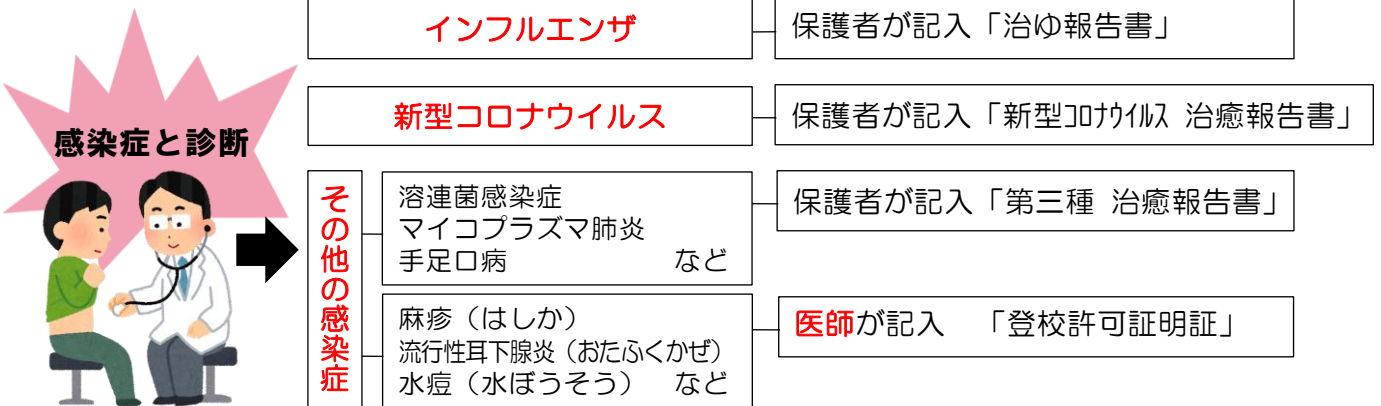 感染症と診断
インフルエンザ
保護者が記入「治ゆ報告書」
新型コロナウイルス
保護者が記入「新型コロナウイルス 治癒報告書」
その他の感染症
溶連菌感染症
マイコプラズマ肺炎
手足口病 など
保護者が記入「第三種 治癒報告書」
麻疹（はしか）
流行性耳下腺炎（おたふくかぜ）
水痘（水ぼうそう） など
医師が記入 「登校許可証明証」